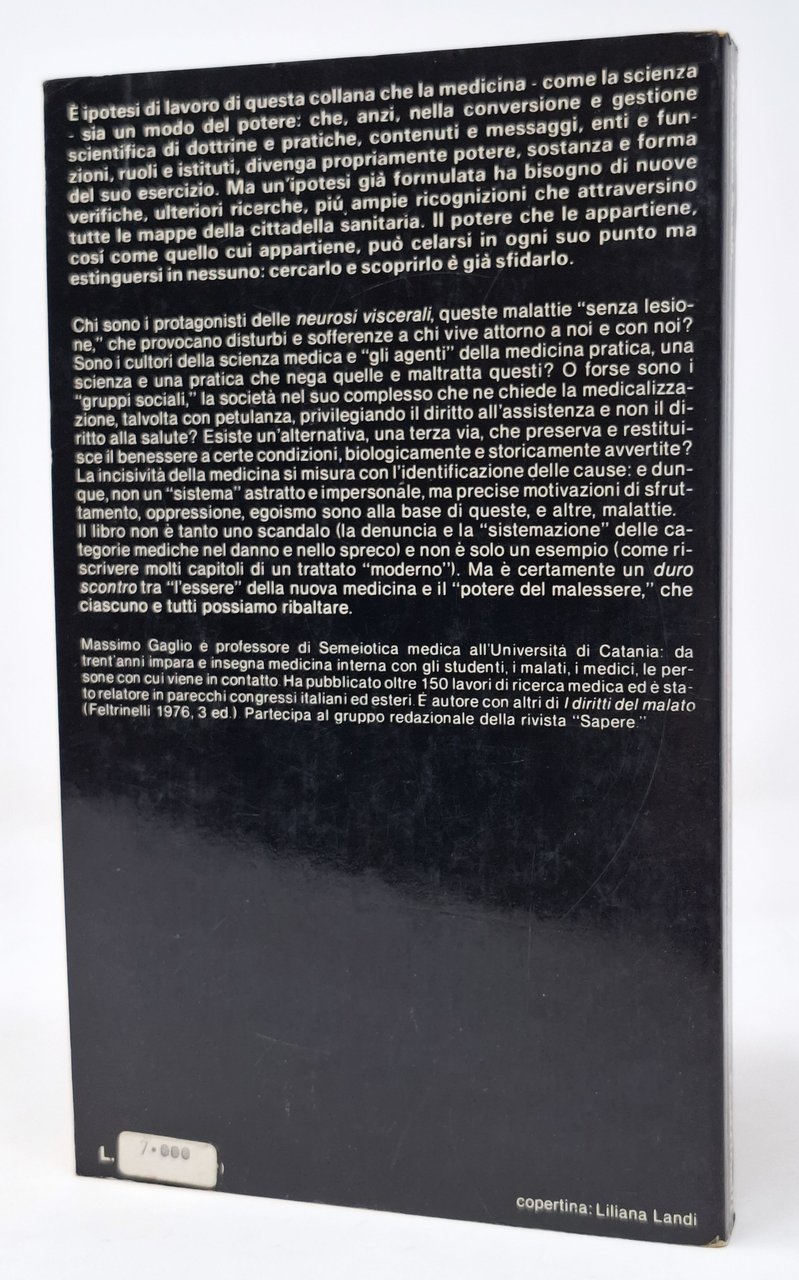 È ipotesi di lavoro di questa collana che la medicina - come la scienza
- sia un modo del potere: che, anzi, nella conversione e gestione
scientifica di dottrine e pratiche, contenuti e messaggi, enti e fun-
zioni, ruoli e istituti, divenga propriamente potere, sostanza e forma
del suo esercizio. Ma un'ipotesi già formulata ha bisogno di nuove
verifiche, ulteriori ricerche, piú ampie ricognizioni che attraversino
tutte le mappe della cittadella sanitaria. Il potere che le appartiene,
cosí come quello cui appartiene, può celarsi in ogni suo punto ma
estinguersi in nessuno: cercarlo e scoprirlo è già sfidarlo.
Chi sono i protagonisti delle neurosi viscerali, queste malattie "senza lesio-
ne," che provocano disturbi e sofferenze a chi vive attorno a noi e con noi?
Sono i cultori della scienza medica e "gli agenti" della medicina pratica, una
scienza e una pratica che nega quelle e maltratta questi? O forse sono i
"gruppi sociali," la società nel suo complesso che ne chiede la medicalizza-
zione, talvolta con petulanza, privilegiando il diritto all'assistenza e non il di-
ritto alla salute? Esiste un'alternativa, una terza via, che preserva e restitui-
sce il benessere a certe condizioni, biologicamente e storicamente avvertite?
La incisività della medicina si misura con l'identificazione delle cause: e dun-
que, non un "sistema" astratto e impersonale, ma precise motivazioni di sfrut-
tamento, oppressione, egoismo sono alla base di queste, e altre, malattie.
Il libro non è tanto uno scandalo (la denuncia e la "sistemazione" delle ca-
tegorie mediche nel danno e nello spreco) e non è solo un esempio (come ri-
scrivere molti capitoli di un trattato "moderno"). Ma è certamente un duro
scontro tra "l'essere" della nuova medicina e il "potere del malessere," che
ciascuno e tutti possiamo ribaltare.
Massimo Gaglio è professore di Semeiotica medica all'Università di Catania: da
trent'anni impara e insegna medicina interna con gli studenti, i malati, i medici, le per-
sone con cui viene in contatto. Ha pubblicato oltre 150 lavori di ricerca medica ed è sta-
to relatore in parecchi congressi italiani ed esteri. È autore con altri di I diritti del malato
(Feltrinelli 1976, 3 ed.) Partecipa al gruppo redazionale della rivista "Sapere."
L. 7.000
copertina: Liliana Landi